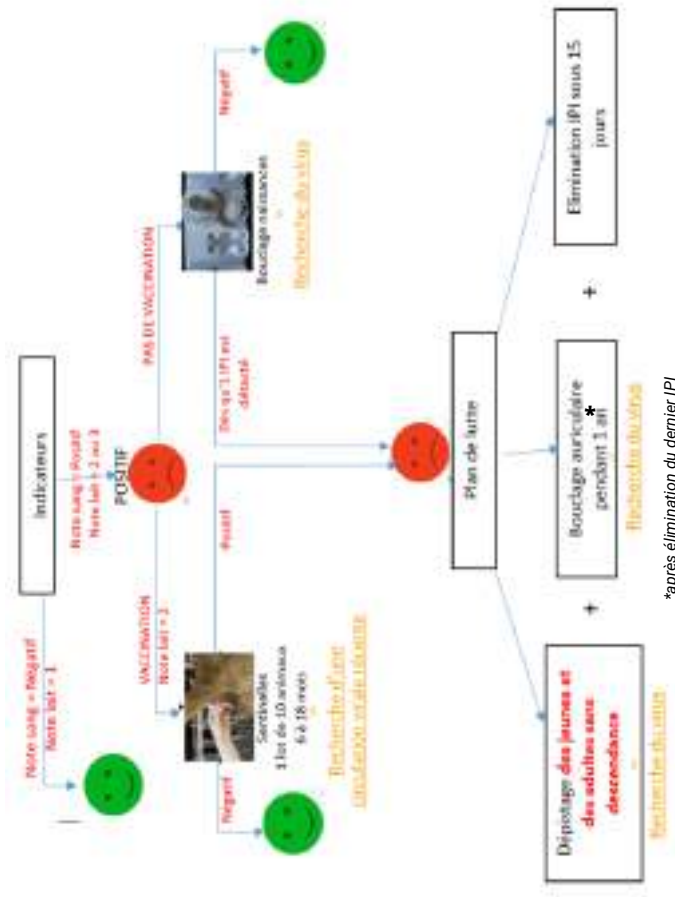 Indicateurs
Note sang = Négatif
Note lait = 1
Note sang = Positif
Note lait = 2 ou 3
POSITIF
VACCINATION
Note lait = 2
PAS DE VACCINATION
Sentinelles
1 lot de 10 animaux
6 à 18 mois
=
Recherche d'une
circulation virale récente
Bouclage naissances
=
Recherche du virus
Négatif
Positif
Dès qu'1 IPI est
détecté
Négatif
Plan de lutte
Dépistage des jeunes et
des adultes sans
descendance
=
Recherche du virus
+
Bouclage auriculaire
pendant 1 an*
Recherche du virus
+
Elimination IPI sous 15
jours
*après élimination du dernier IPI